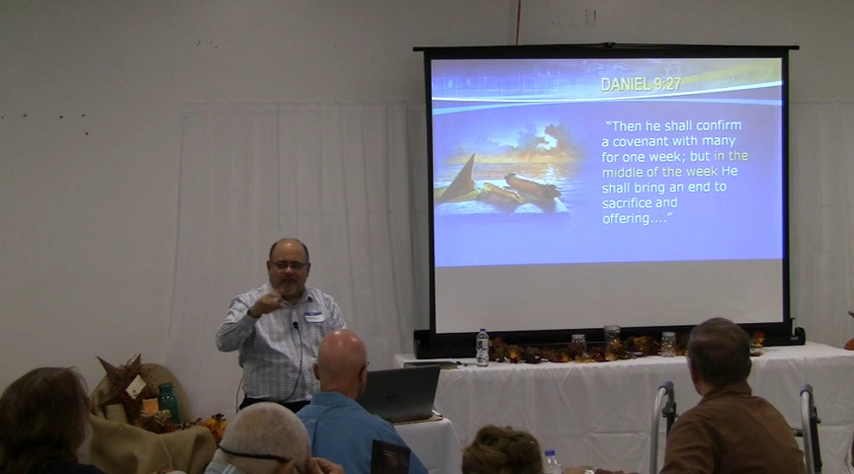 DANIEL 9:27
“Then he shall confirm
a covenant with many
for one week; but in the
middle of the week He
shall bring an end to
sacrifice and
offering....”